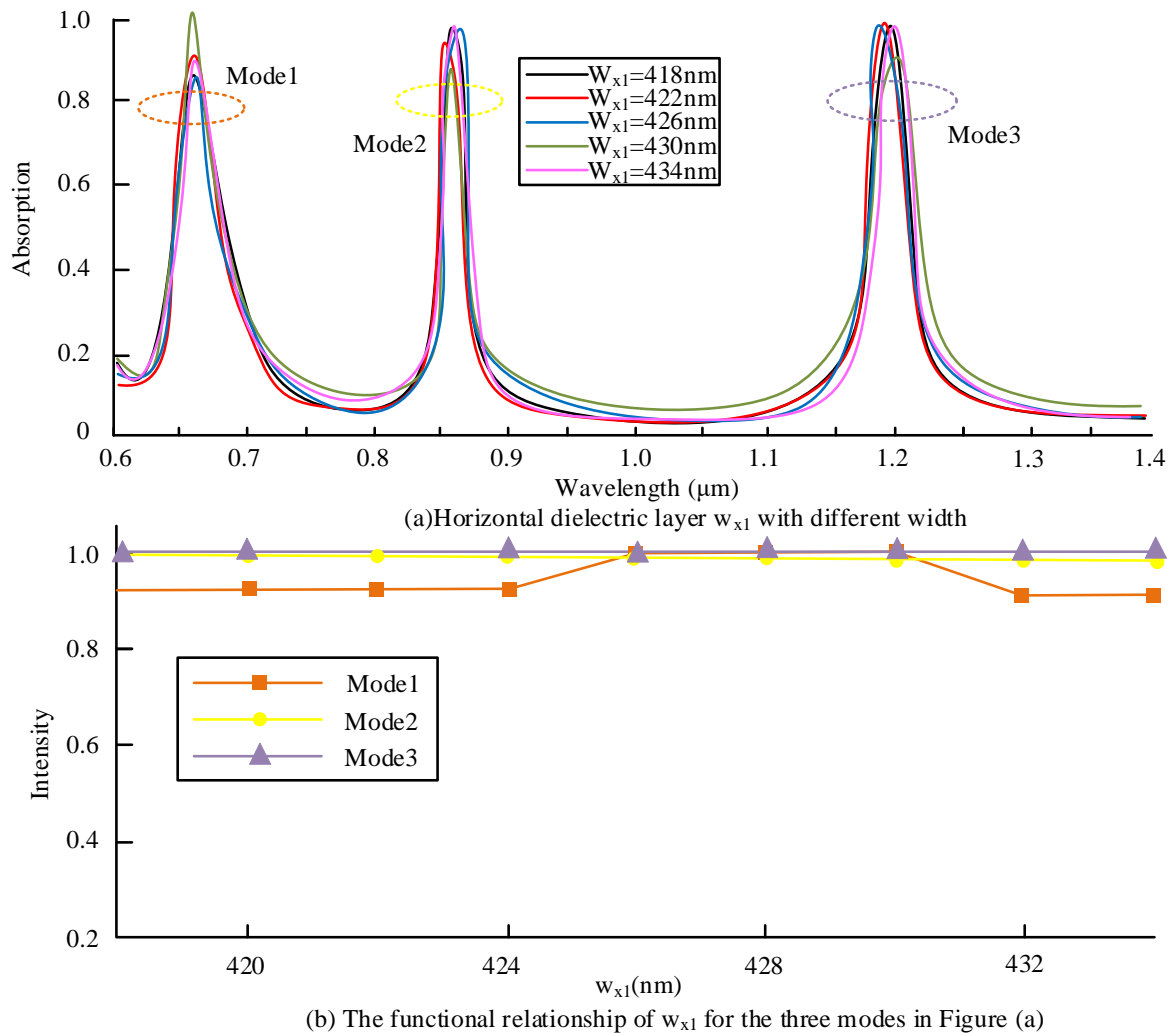 1.0
0.8
0.6
0.4
0.2
0
Absorption
Mode1
Mode2
Mode3
Wx1=418nm
Wx1=422nm
Wx1=426nm
Wx1=430nm
Wx1=434nm
0.6 0.7 0.8 0.9 1.0 1.1 1.2 1.3 1.4
Wavelength (μm)
(a)Horizontal dielectric layer wx1 with different width
1.0
0.8
0.6
0.4
0.2
Intensity
Mode1
Mode2
Mode3
420 424 428 432
wx1(nm)
(b) The functional relationship of wx1 for the three modes in Figure (a)